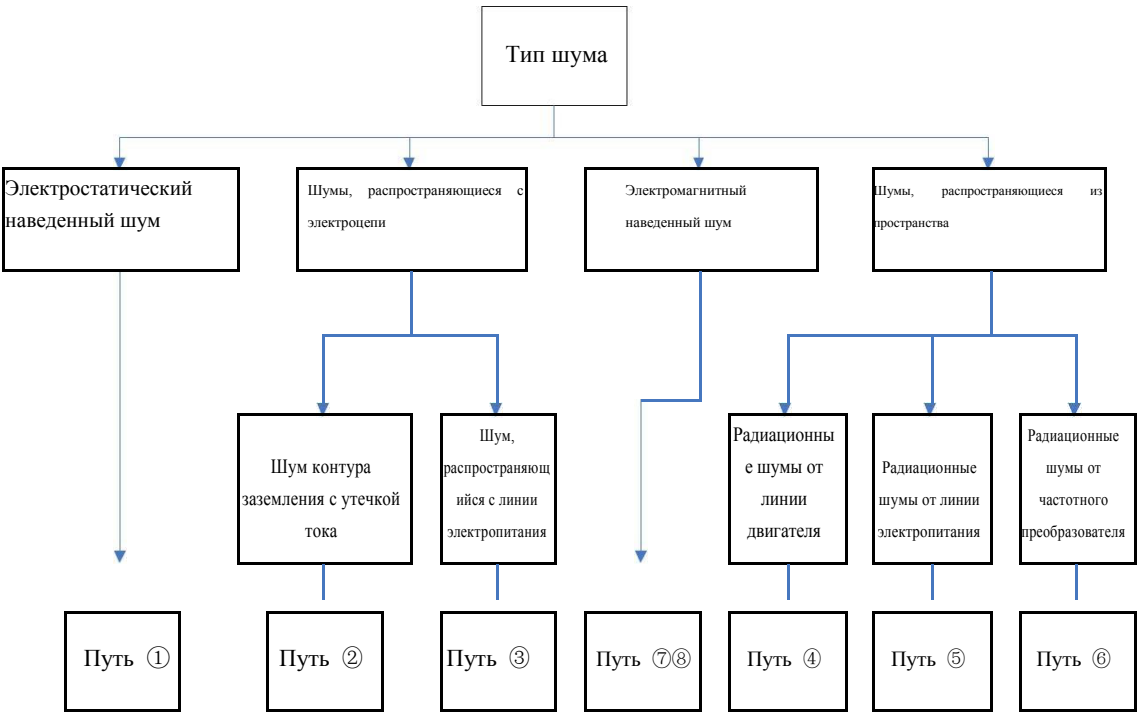 Тип шума
Электростатический
наведенный шум
Шумы, распространяющиеся с
электроцепи
Электромагнитный
наведенный шум
Шумы, распространяющиеся из
пространства
Шум контура
заземления с утечкой
тока
Шум,
распространяющ
ийся с линии
электропитания
Радиационны
е шумы от
линии
двигателя
Радиационные
шумы от линии
электропитания
Радиационные
шумы от
частотного
преобразователя
Путь ①
Путь ②
Путь ③
Путь ⑦⑧
Путь ④
Путь ⑤
Путь ⑥